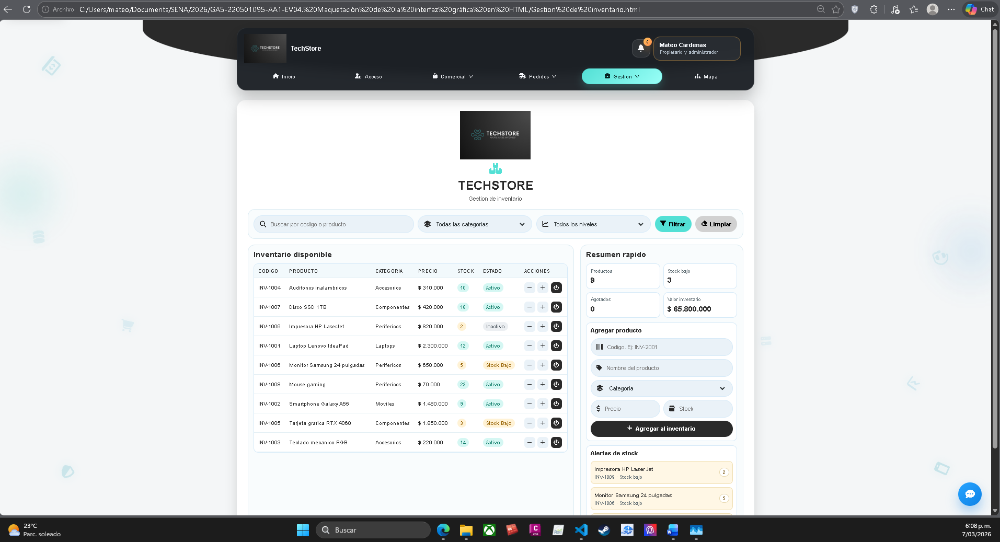 Archivo C:/Users/mateo/Documents/SENA/2026/GA5-220501095-AA1-EV04.%20Maquetación%20de%20la%20interfaz%20gráfica%20en%20HTML/Gestion%20de%20inventario.html
Chat
TECHSTORE
TechStore
6
Mateo Cardenas
Propietario y administrador
Inicio
Acceso
Comercial
Pedidos
Gestion
Mapa
TECHSTORE
TECHSTORE
Gestion de inventario
Buscar por codigo o producto
Todas las categorias
Todos los niveles
Filtrar
Limpiar
Inventario disponible
CODIGO PRODUCTO CATEGORIA PRECIO STOCK ESTADO ACCIONES
INV-1004 Audifonos inalambricos Accesorios $ 310.000 10 Activo − +
INV-1007 Disco SSD 1TB Componentes $ 420.000 16 Activo − +
INV-1009 Impresora HP LaserJet Perifericos $ 820.000 2 Inactivo − +
INV-1001 Laptop Lenovo IdeaPad Laptops $ 2.300.000 12 Activo − +
INV-1006 Monitor Samsung 24 pulgadas Perifericos $ 650.000 5 Stock Bajo − +
INV-1008 Mouse gaming Perifericos $ 70.000 22 Activo − +
INV-1002 Smartphone Galaxy A55 Moviles $ 1.480.000 9 Activo − +
INV-1005 Tarjeta grafica RTX 4060 Componentes $ 1.850.000 3 Stock Bajo − +
INV-1003 Teclado mecanico RGB Accesorios $ 220.000 14 Activo − +
Resumen rapido
Productos
9
Stock bajo
3
Agotados
0
Valor inventario
$ 65.800.000
Agregar producto
Codigo. Ej: INV-2001
Nombre del producto
Categoria
$ Precio
Stock
+ Agregar al inventario
Alertas de stock
Impresora HP LaserJet
INV-1009 · Stock bajo
2
Monitor Samsung 24 pulgadas
INV-1006 · Stock bajo
5
23°C
Parc. soleado
Buscar
6:08 p.m.
7/03/2026